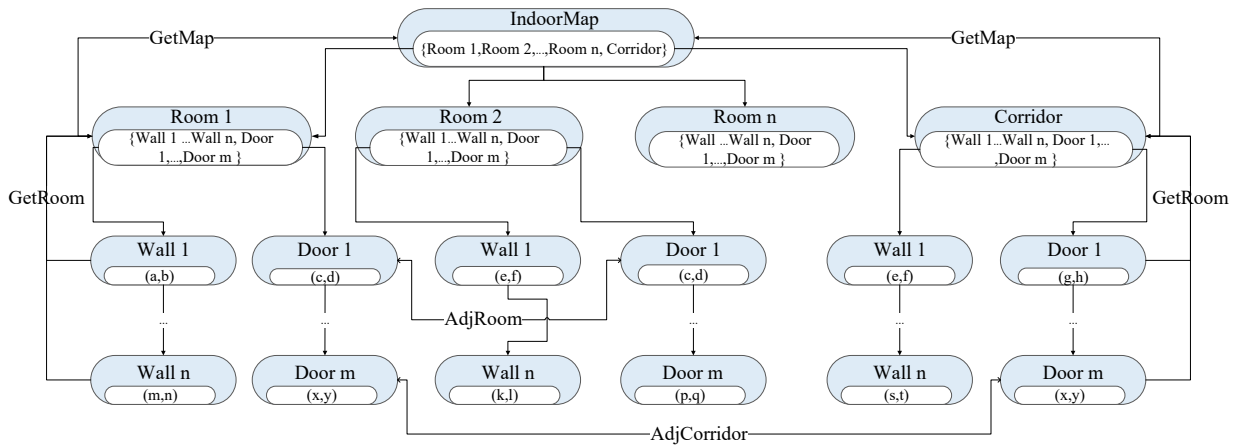 IndoorMap
GetMap
{Room 1,Room 2,...,Room n, Corridor}
GetMap
Room 1
{Wall 1 ...Wall n, Door
1,...,Door m }
Room 2
{Wall 1...Wall n, Door
1,...,Door m }
Room n
{Wall ...Wall n, Door
1,...,Door m }
Corridor
{Wall 1...Wall n, Door 1,...
,Door m }
GetRoom
GetRoom
Wall 1
(a,b)
Door 1
(c,d)
Wall 1
(e,f)
Door 1
(c,d)
Wall 1
(e,f)
Door 1
(g,h)
...
...
AdjRoom
...
...
...
Wall n
(m,n)
Door m
(x,y)
Wall n
(k,l)
Door m
(p,q)
Wall n
(s,t)
Door m
(x,y)
AdjCorridor